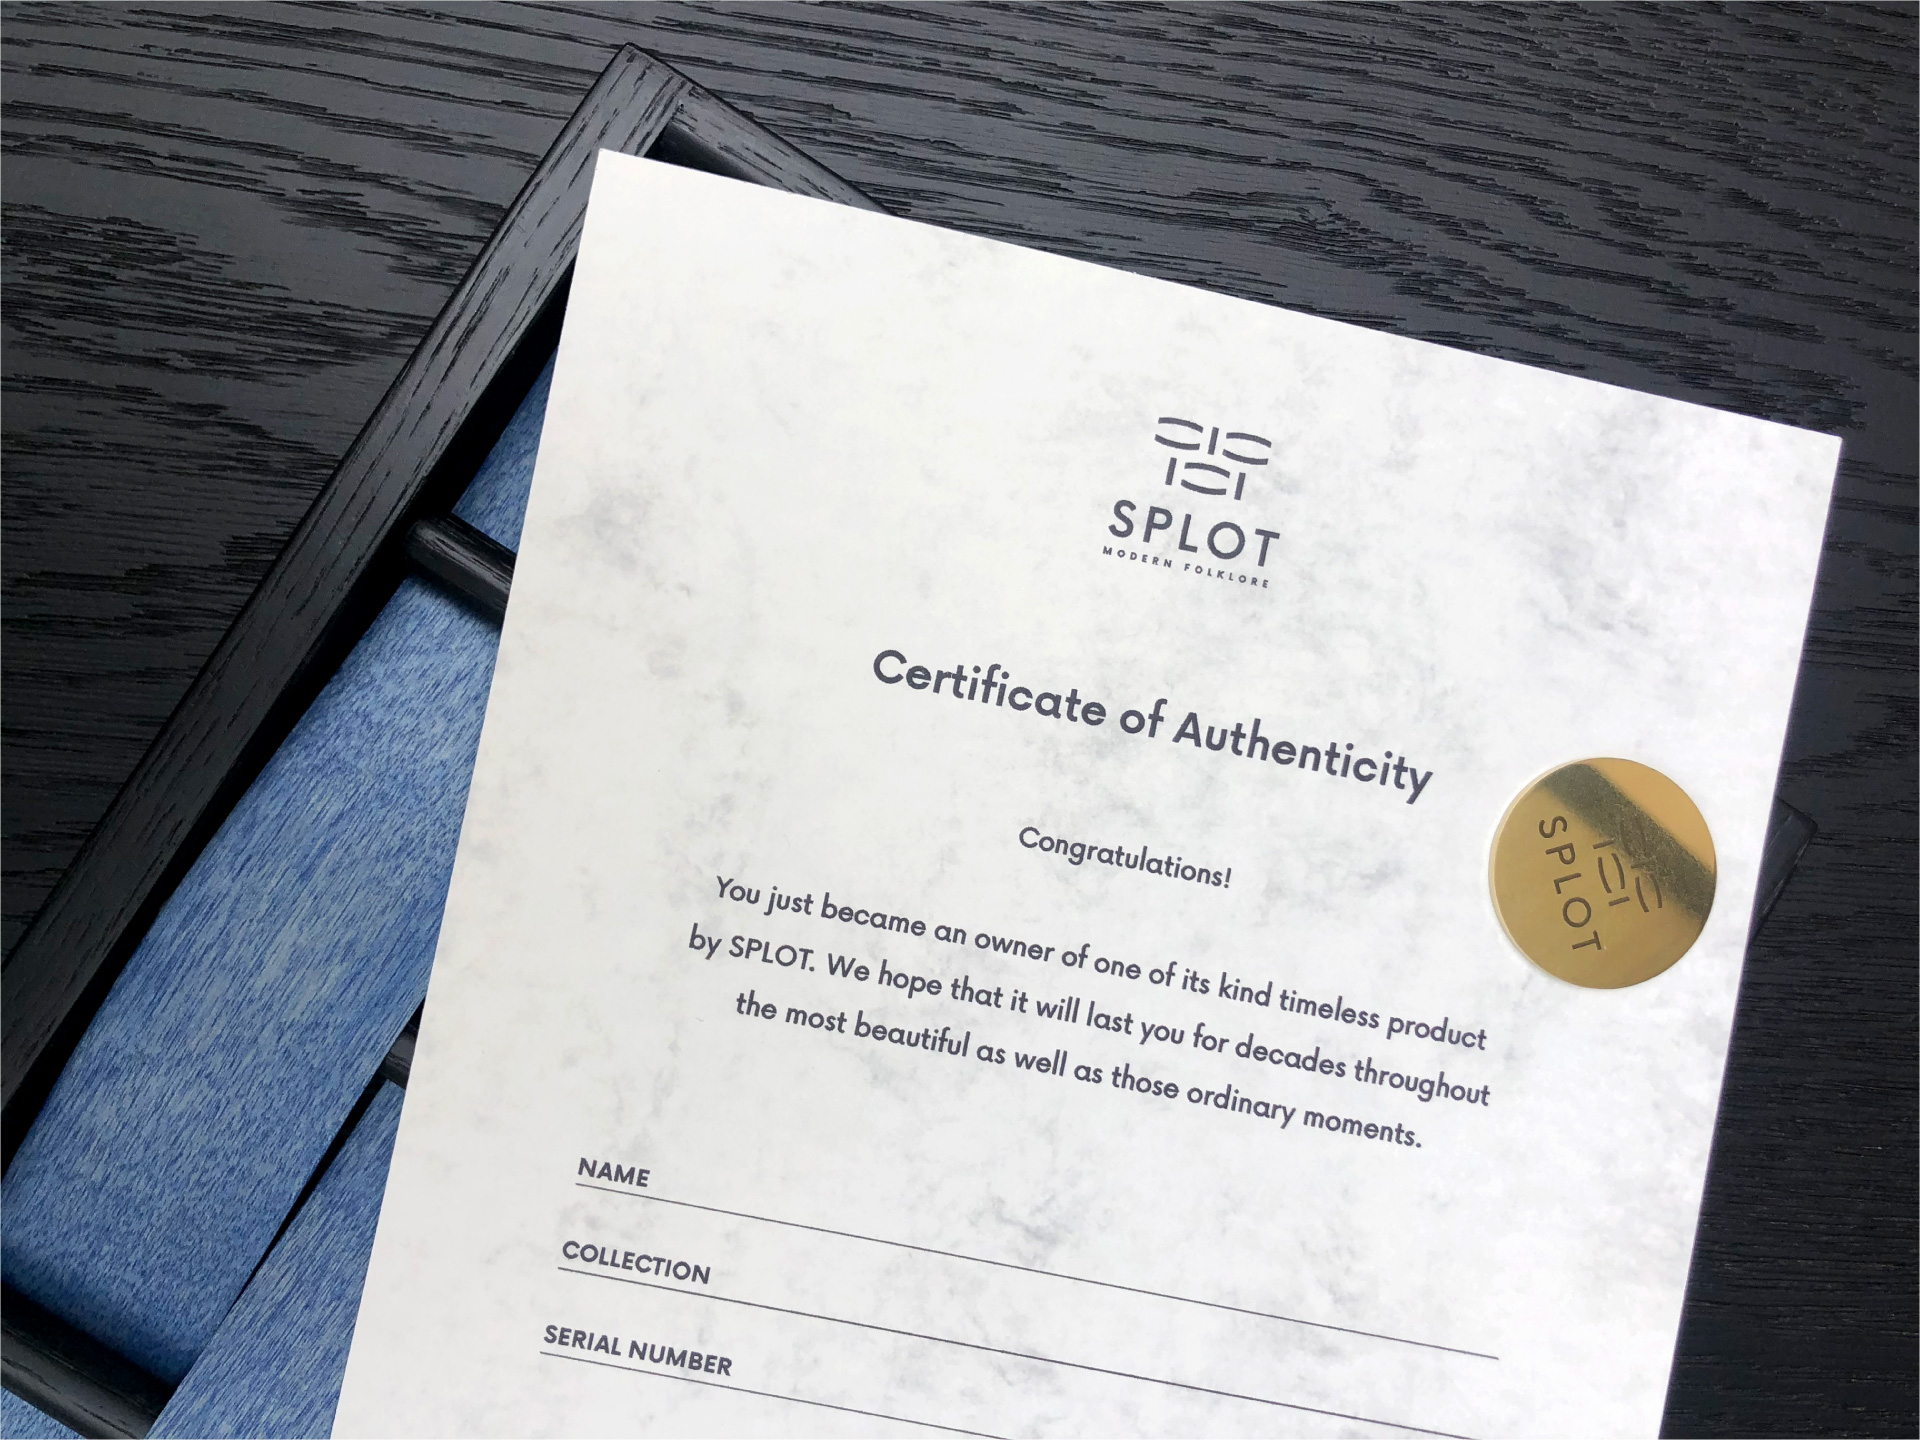 SPLOT
MODERN FOLKLORE
Certificate of Authenticity
Congratulations!
You just became an owner of one of its kind timeless product
by SPLOT. We hope that it will last you for decades throughout
the most beautiful as well as those ordinary moments.
SPLOT
NAME
COLLECTION
SERIAL NUMBER